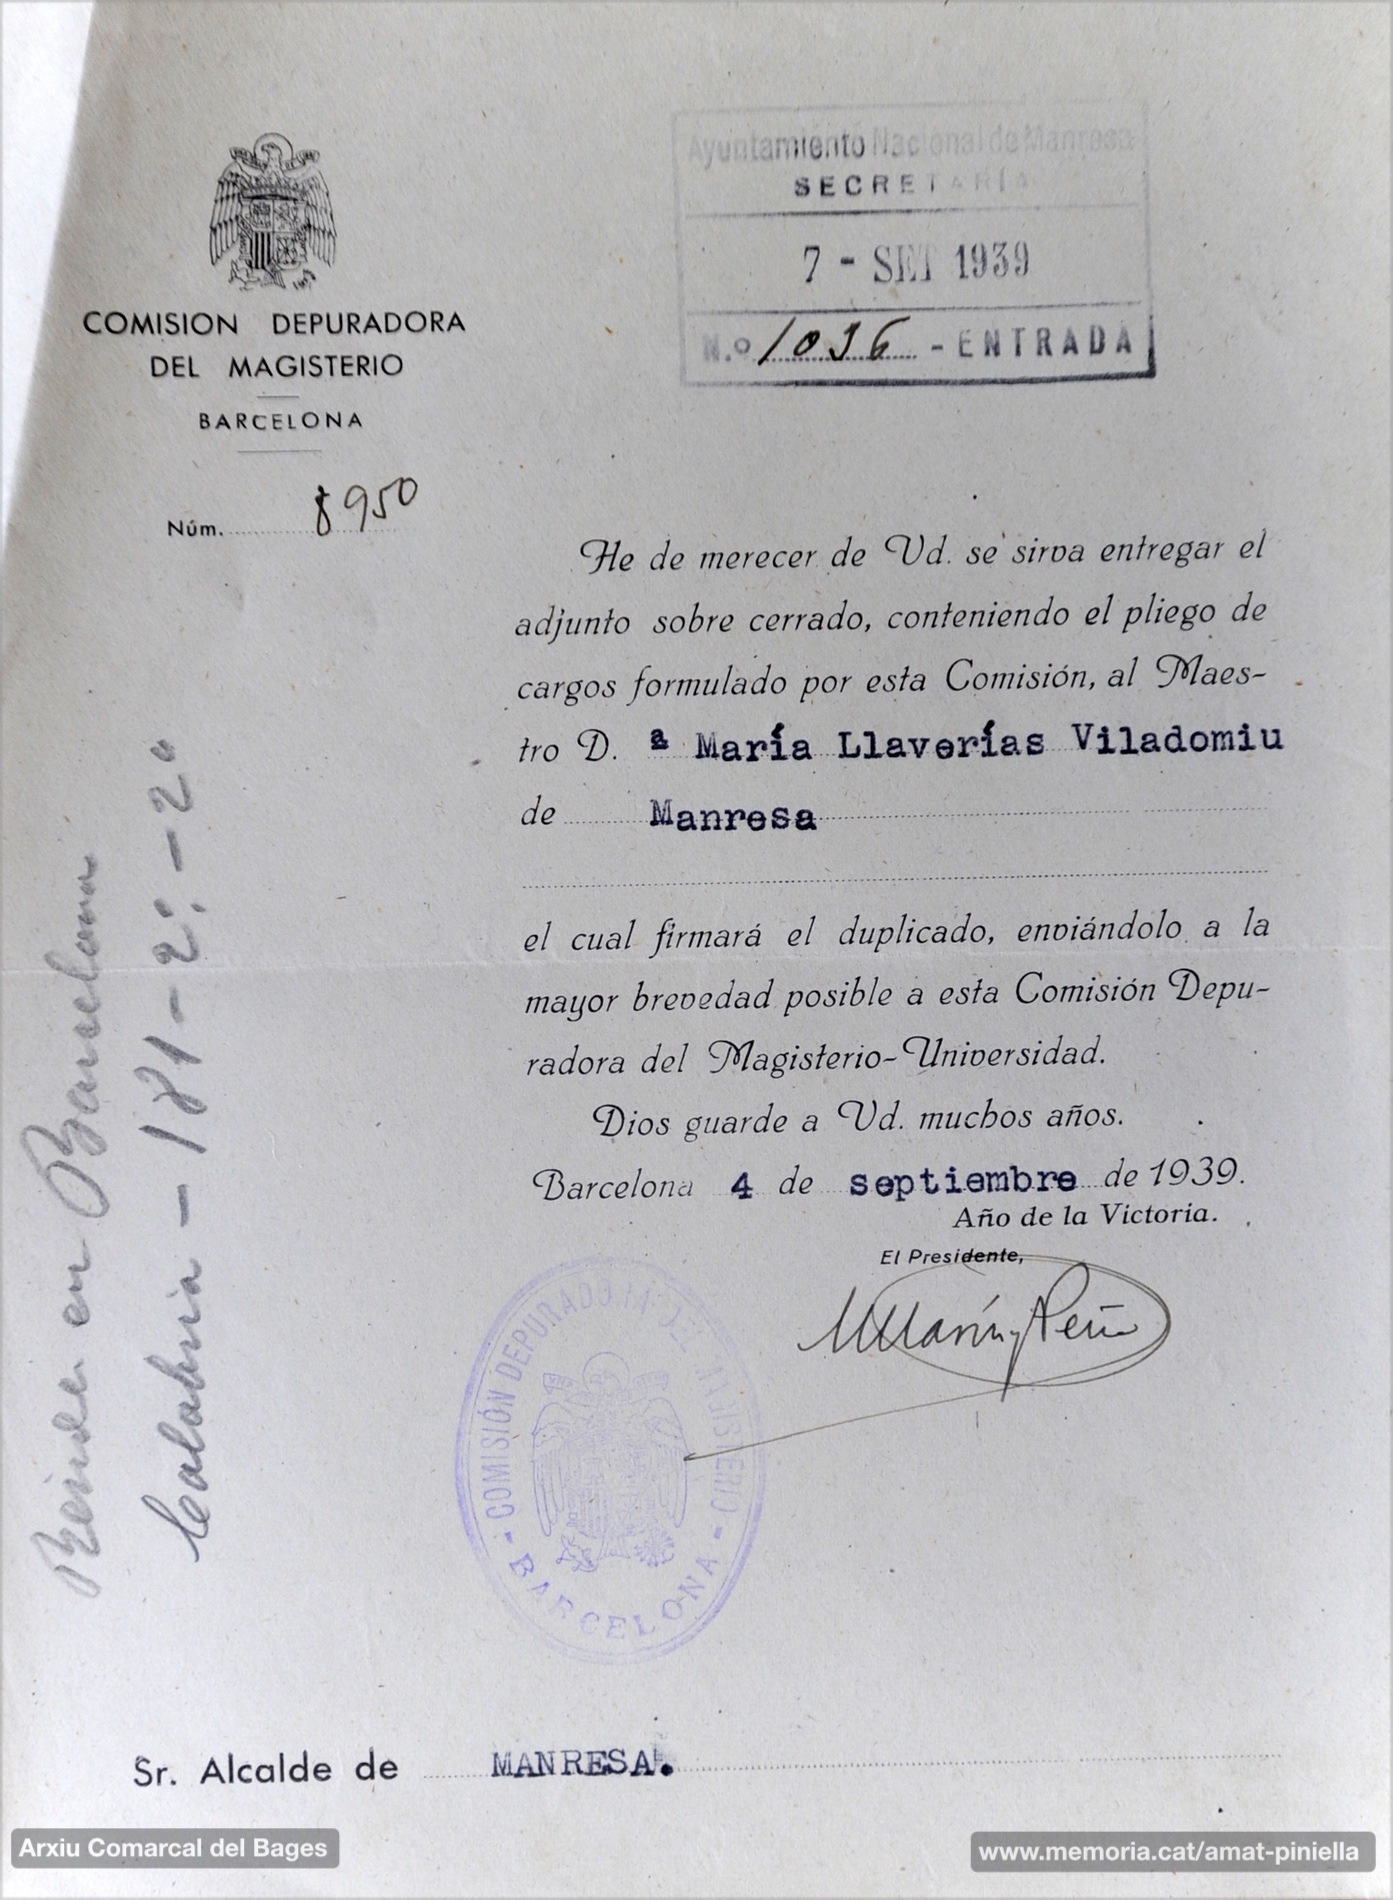 COMISION DEPURADORA
DEL MAGISTERIO
BARCELONA
Núm. 8950
Ayuntamiento Nacional de Manresa
SECRETARÍA
7 - SET 1939
N.º 1036 - ENTRADA
He de merecer de Vd. se sirva entregar el
adjunto sobre cerrado, conteniendo el pliego de
cargos formulado por esta Comisión, al Maes-
tro D. ª María Llaverías Viladomiu
de Manresa
el cual firmará el duplicado, enviándolo a la
mayor brevedad posible a esta Comisión Depu-
radora del Magisterio-Universidad.
Dios guarde a Vd. muchos años.
Barcelona 4 de septiembre de 1939.
Año de la Victoria.
El Presidente,
COMISIÓN DEPURADORA DEL MAGISTERIO
- BARCELONA -
Reside en Barcelona
Calabria - 181 - 2º. - 2ª
Sr. Alcalde de MANRESA.
Arxiu Comarcal del Bages
www.memoria.cat/amat-piniella